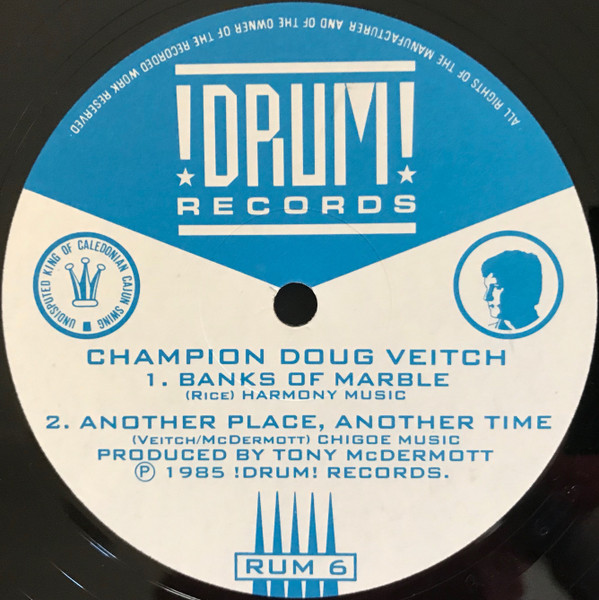 ALL RIGHTS OF THE MANUFACTURER AND OF THE OWNER OF THE RECORDED WORK RESERVED
!DRUM!
RECORDS
UNDISPUTED KING OF CALEDONIAN CAJUN SWING
CHAMPION DOUG VEITCH
1. BANKS OF MARBLE
(RICE) HARMONY MUSIC
2. ANOTHER PLACE, ANOTHER TIME
(VEITCH/McDERMOTT) CHIGOE MUSIC
PRODUCED BY TONY McDERMOTT
Ⓟ 1985 !DRUM! RECORDS.
RUM 6